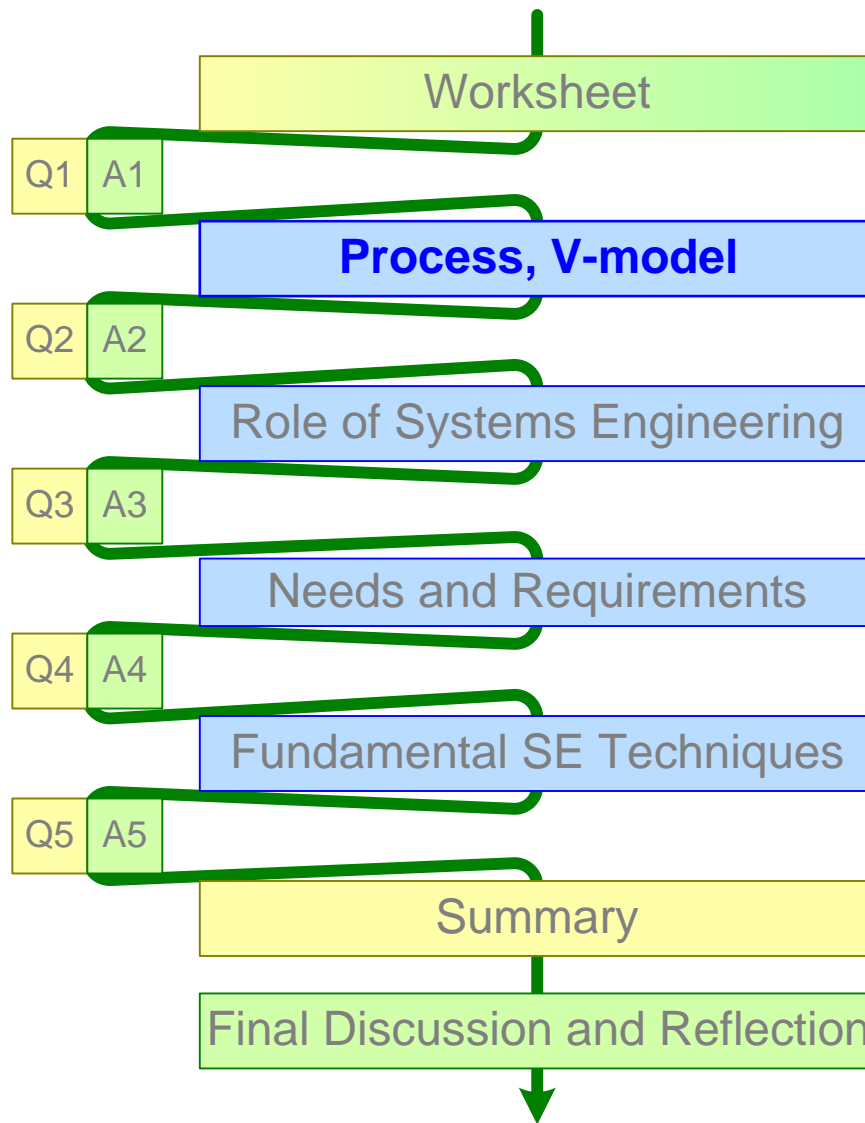 Worksheet
Q1 A1
Process, V-model
Q2 A2
Role of Systems Engineering
Q3 A3
Needs and Requirements
Q4 A4
Fundamental SE Techniques
Q5 A5
Summary
Final Discussion and Reflection